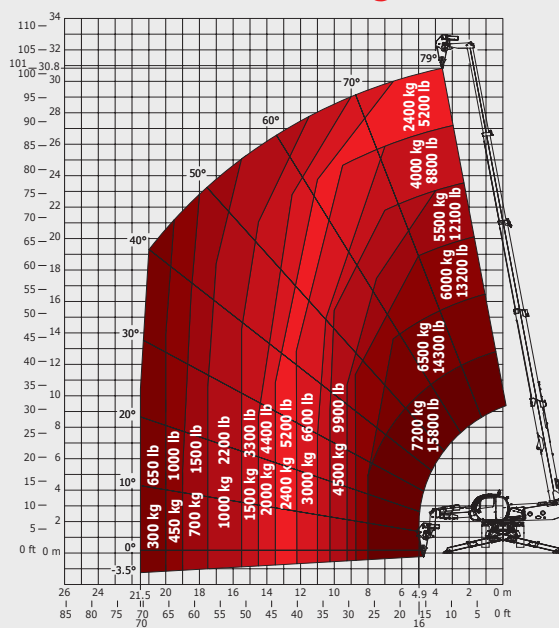 110 34
105 32
101 30.8
100 30
95
90 28
85 26
80 24
75 22
70 20
65 18
60
55 16
50 14
45 12
40
35 10
30 8
25 6
20 4
15
10 2
5
0 ft 0 m
79°
70°
60°
50°
40°
30°
20°
10°
0°
-3.5°
2400 kg
5200 lb
4000 kg
8800 lb
5500 kg
12100 lb
6000 kg
13200 lb
6500 kg
14300 lb
7200 kg
15800 lb
300 kg 650 lb
450 kg 1000 lb
700 kg 1500 lb
1000 kg 2200 lb
1500 kg 3300 lb
2000 kg 4400 lb
2400 kg 5200 lb
3000 kg 6600 lb
4500 kg 9900 lb
26 24 21.5 20 18 16 14 12 10 8 4.9 4 2 0 m
85 80 75 70 65 60 55 50 45 40 35 30 25 20 15 10 5 0 ft
70 16